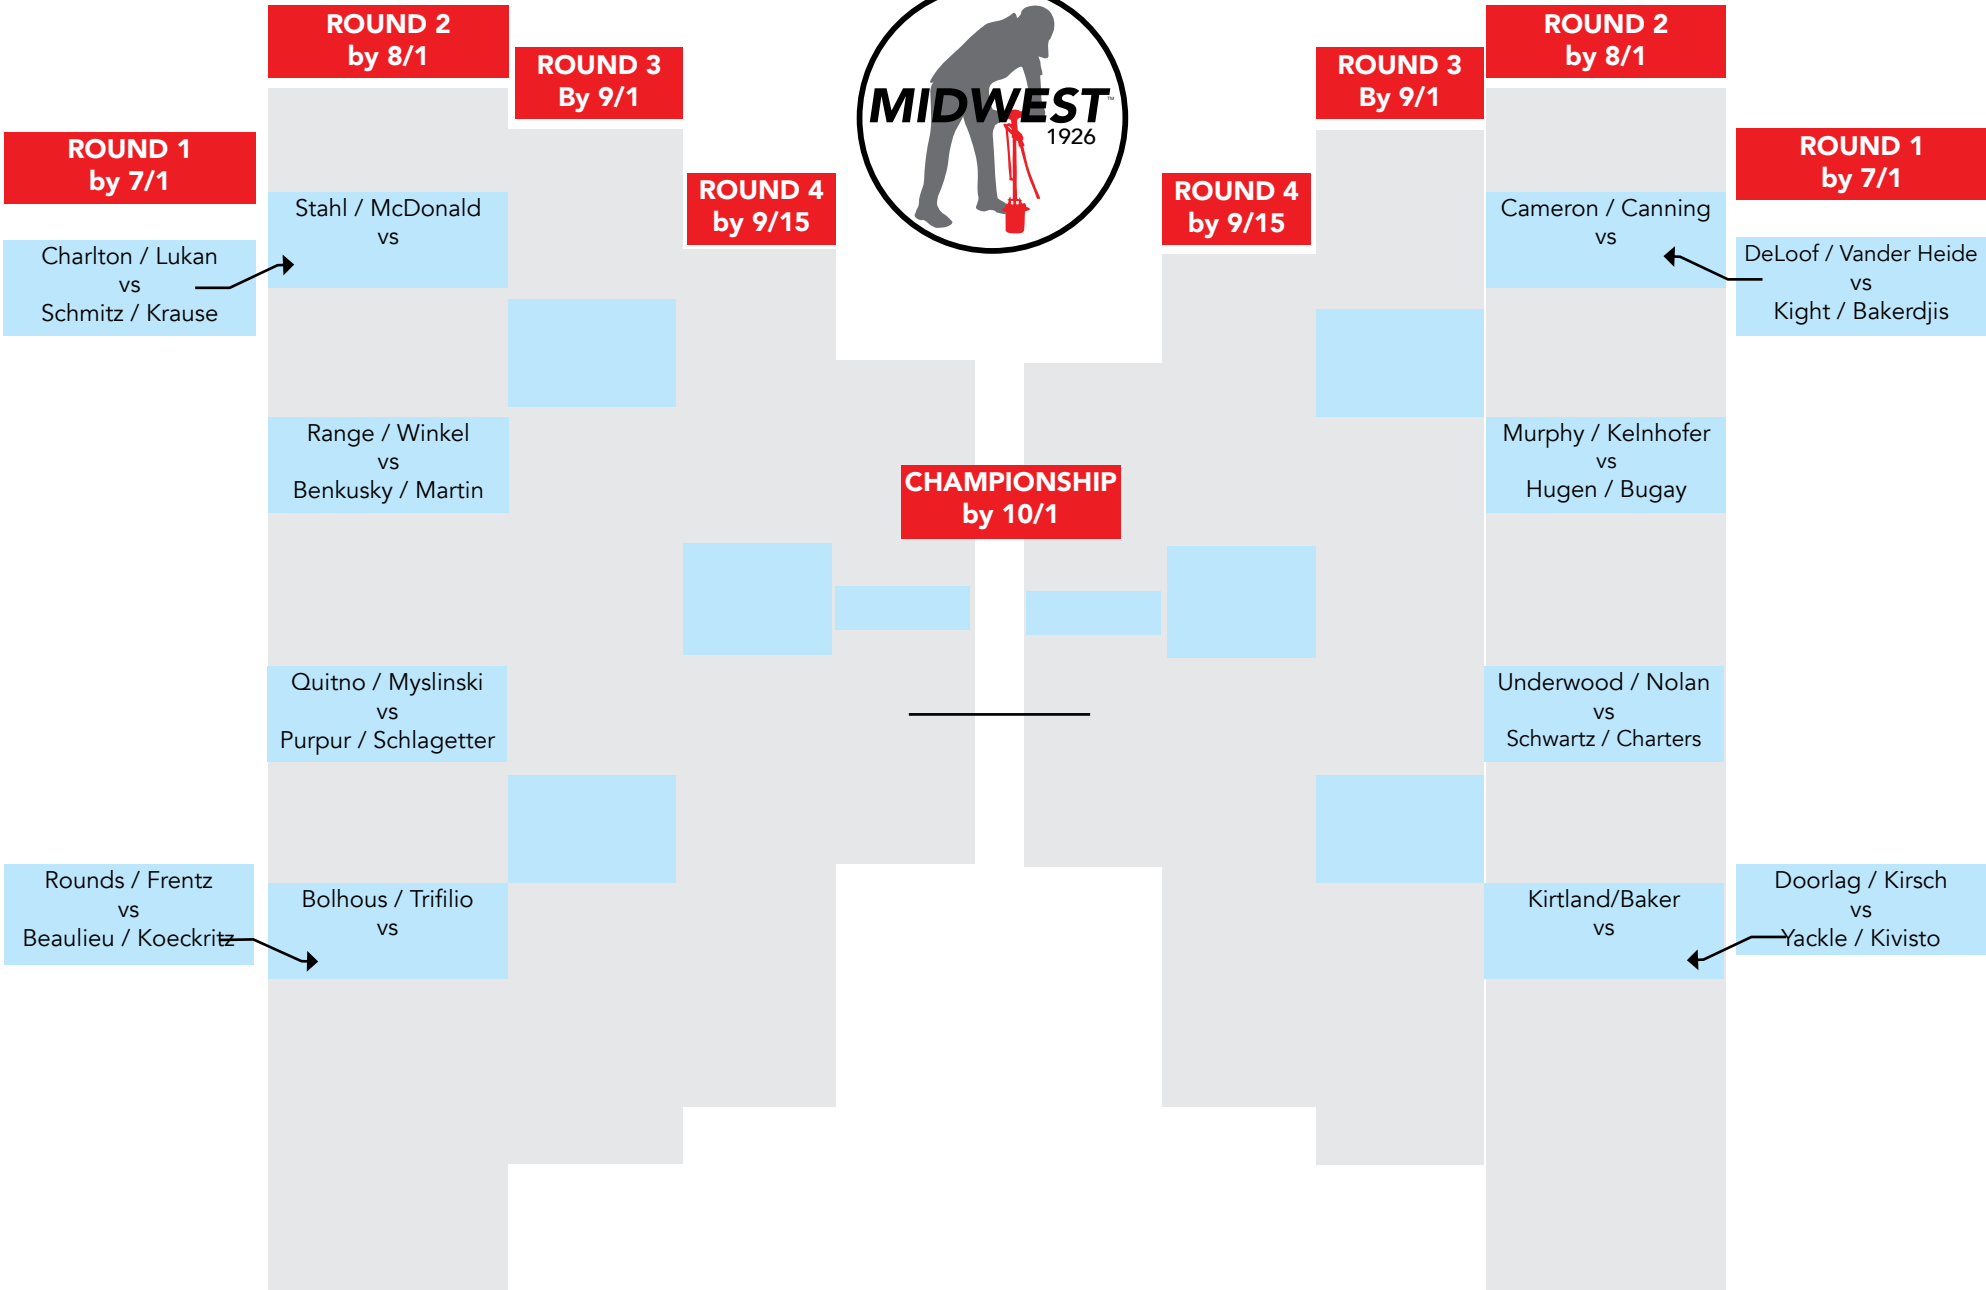 ROUND 2
by 8/1
ROUND 3
By 9/1
ROUND 1
by 7/1
ROUND 4
by 9/15
MIDWEST™
1926
ROUND 4
by 9/15
ROUND 3
By 9/1
ROUND 2
by 8/1
ROUND 1
by 7/1
Charlton / Lukan
vs
Schmitz / Krause
Rounds / Frentz
vs
Beaulieu / Koeckritz
Stahl / McDonald
vs
Range / Winkel
vs
Benkusky / Martin
Quitno / Myslinski
vs
Purpur / Schlagetter
Bolhous / Trifilio
vs
CHAMPIONSHIP
by 10/1
Cameron / Canning
vs
Murphy / Kelnhofer
vs
Hugen / Bugay
Underwood / Nolan
vs
Schwartz / Charters
Kirtland/Baker
vs
DeLoof / Vander Heide
vs
Kight / Bakerdjis
Doorlag / Kirsch
vs
Yackle / Kivisto